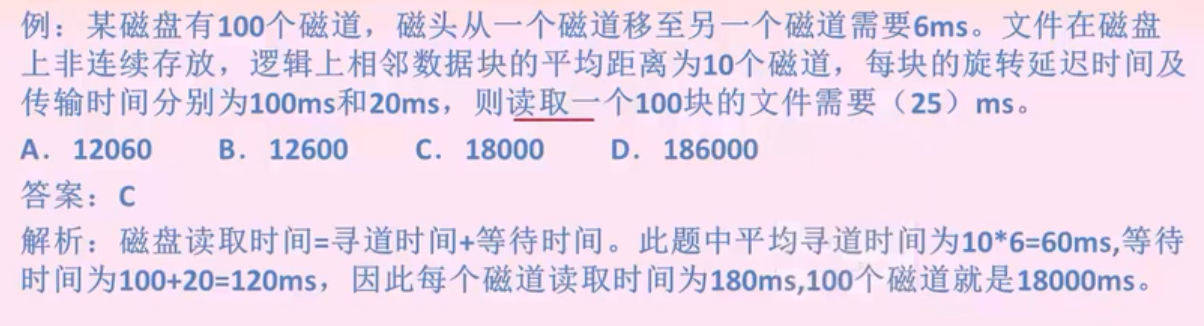 例：某磁盘有100个磁道，磁头从一个磁道移至另一个磁道需要6ms。文件在磁盘
上非连续存放，逻辑上相邻数据块的平均距离为10个磁道，每块的旋转延迟时间及
传输时间分别为100ms和20ms，则读取一个100块的文件需要（25）ms。
A. 12060 B. 12600 C. 18000 D. 186000
答案：C
解析：磁盘读取时间=寻道时间+等待时间。此题中平均寻道时间为10*6=60ms,等待
时间为100+20=120ms，因此每个磁道读取时间为180ms,100个磁道就是18000ms。